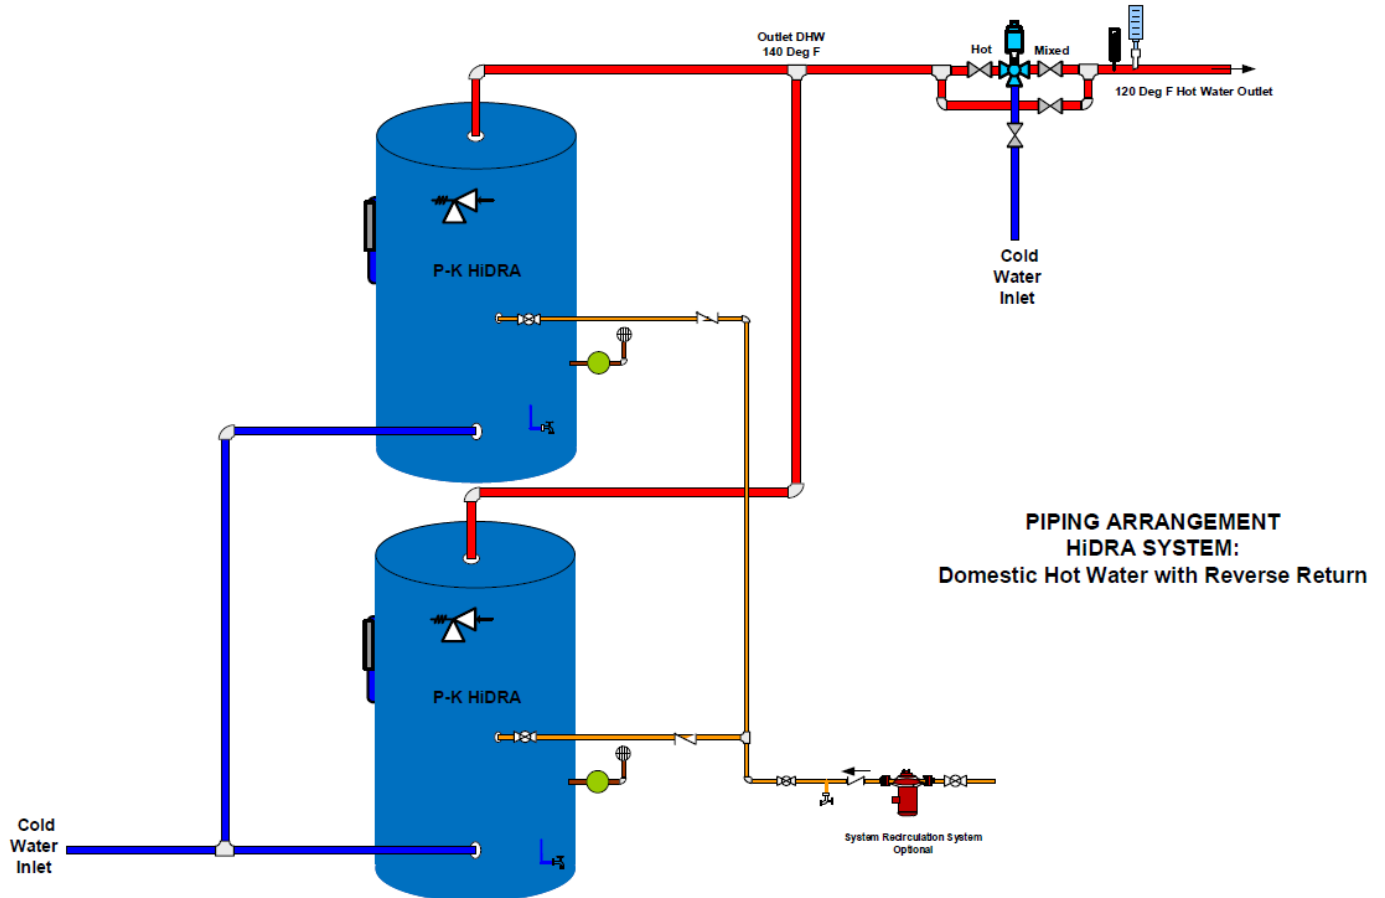 Outlet DHW
140 Deg F
Hot
Mixed
120 Deg F Hot Water Outlet
Cold
Water
Inlet
P-K HiDRA
PIPING ARRANGEMENT
HiDRA SYSTEM:
Domestic Hot Water with Reverse Return
P-K HiDRA
Cold
Water
Inlet
System Recirculation System
Optional